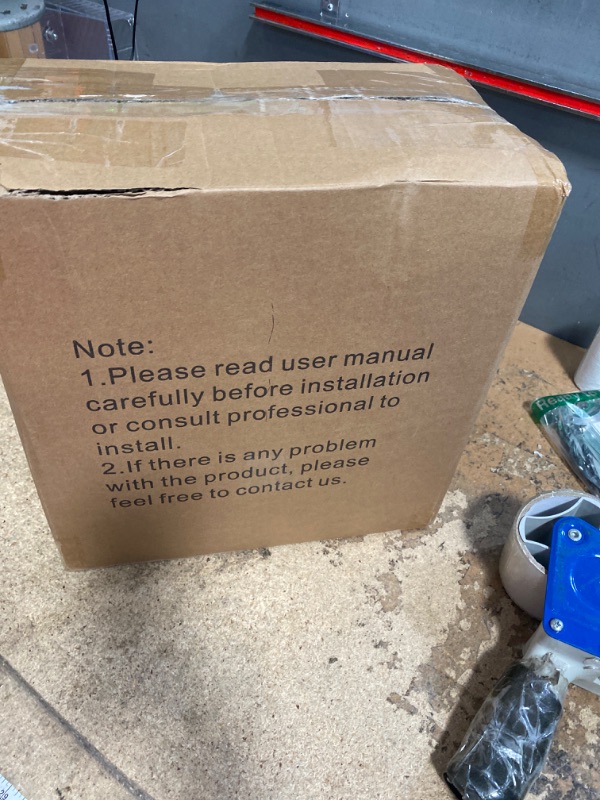 Note:
1.Please read user manual
carefully before installation
or consult professional to
install.
2.If there is any problem
with the product, please
feel free to contact us.